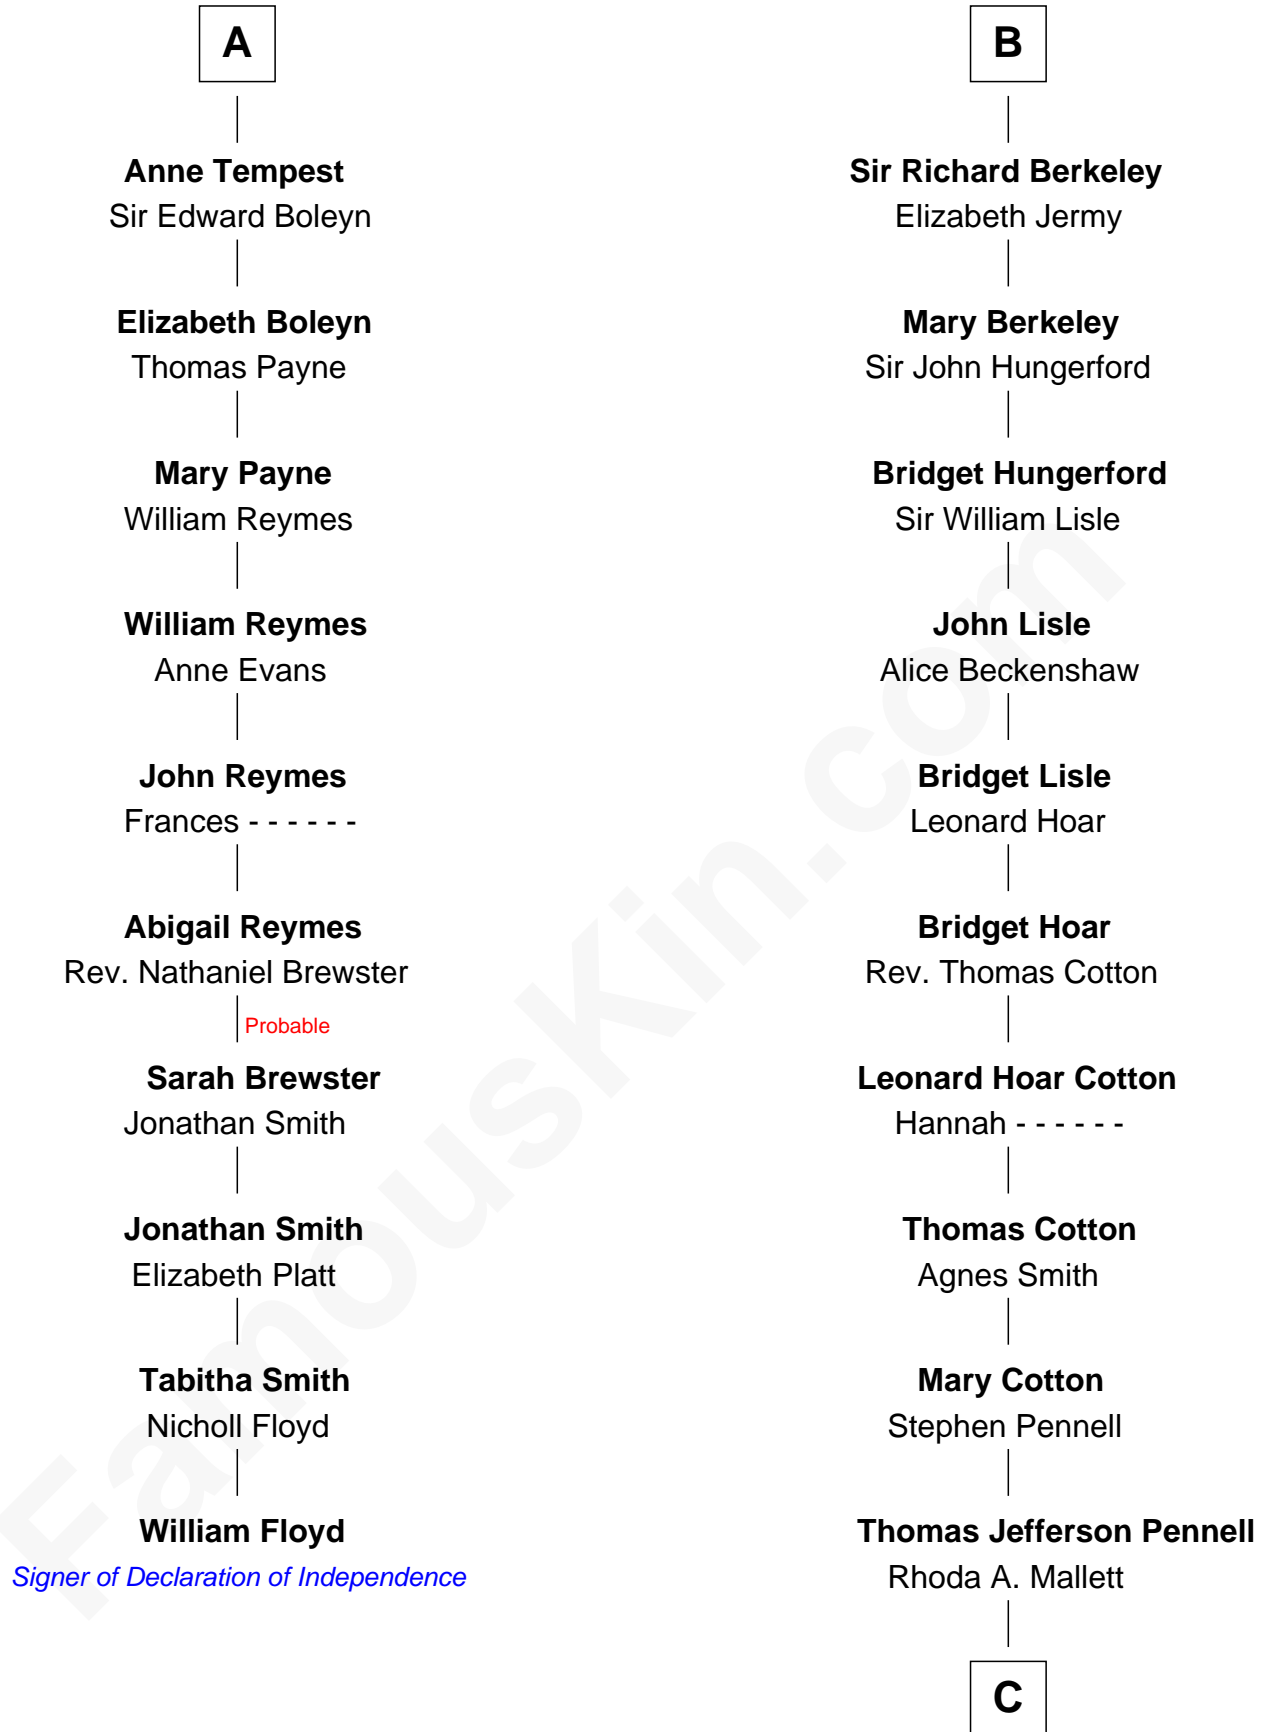 A
Anne Tempest
Sir Edward Boleyn
Elizabeth Boleyn
Thomas Payne
Mary Payne
William Reymes
William Reymes
Anne Evans
John Reymes
Frances - - - - - -
Abigail Reymes
Rev. Nathaniel Brewster
Probable
Sarah Brewster
Jonathan Smith
Jonathan Smith
Elizabeth Platt
Tabitha Smith
Nicholl Floyd
William Floyd
Signer of Declaration of Independence
B
Sir Richard Berkeley
Elizabeth Jermy
Mary Berkeley
Sir John Hungerford
Bridget Hungerford
Sir William Lisle
John Lisle
Alice Beckenshaw
Bridget Lisle
Leonard Hoar
Bridget Hoar
Rev. Thomas Cotton
Leonard Hoar Cotton
Hannah - - - - - -
Thomas Cotton
Agnes Smith
Mary Cotton
Stephen Pennell
Thomas Jefferson Pennell
Rhoda A. Mallett
C
FamousKin.com